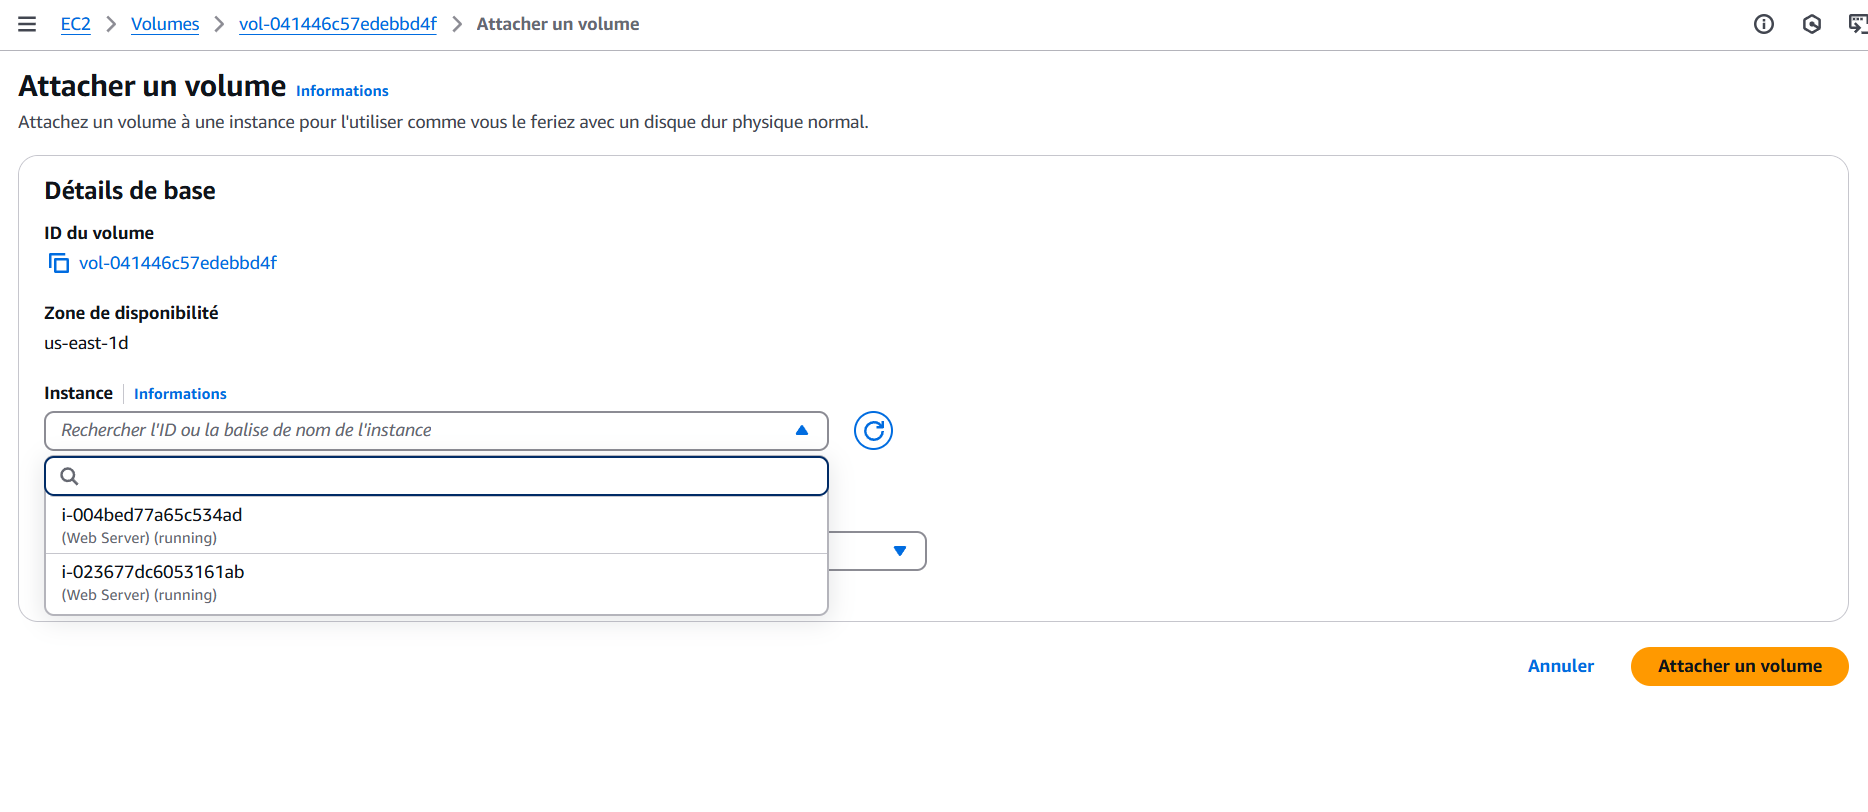 EC2 > Volumes > vol-041446c57edebbd4f > Attacher un volume
Attacher un volume Informations
Attachez un volume à une instance pour l'utiliser comme vous le feriez avec un disque dur physique normal.
Détails de base
ID du volume
vol-041446c57edebbd4f
Zone de disponibilité
us-east-1d
Instance | Informations
Rechercher l'ID ou la balise de nom de l'instance
i-004bed77a65c534ad
(Web Server) (running)
i-023677dc6053161ab
(Web Server) (running)
Annuler Attacher un volume